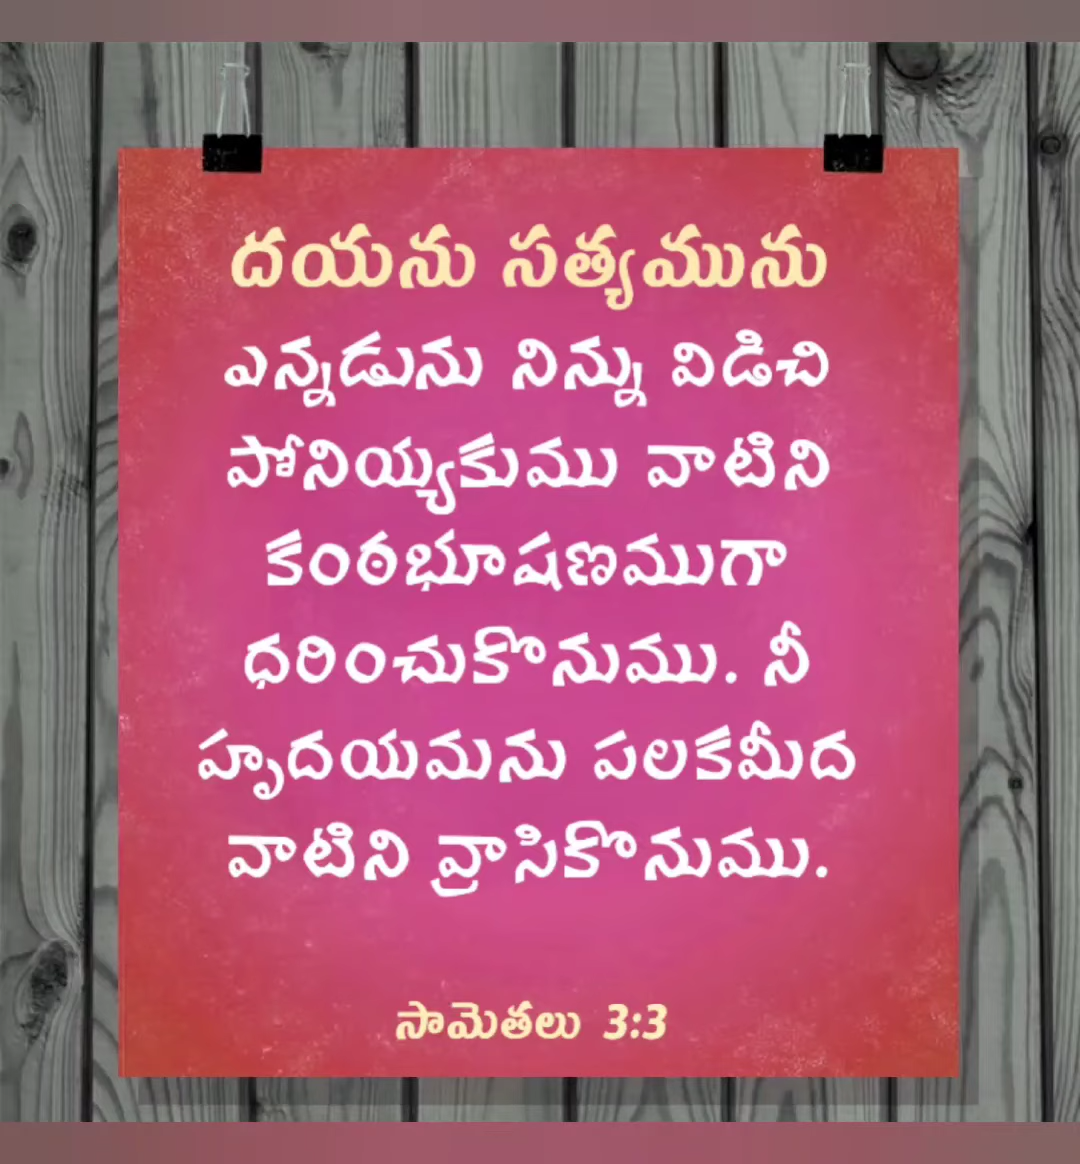 దయను సత్యమును
ఎన్నడును నిన్ను విడిచి
పోనియ్యకుము వాటిని
కంఠభూషణముగా
ధరించుకొనుము. నీ
హృదయమను పలకమీద
వాటిని వ్రాసికొనుము.
సామెతలు 3:3